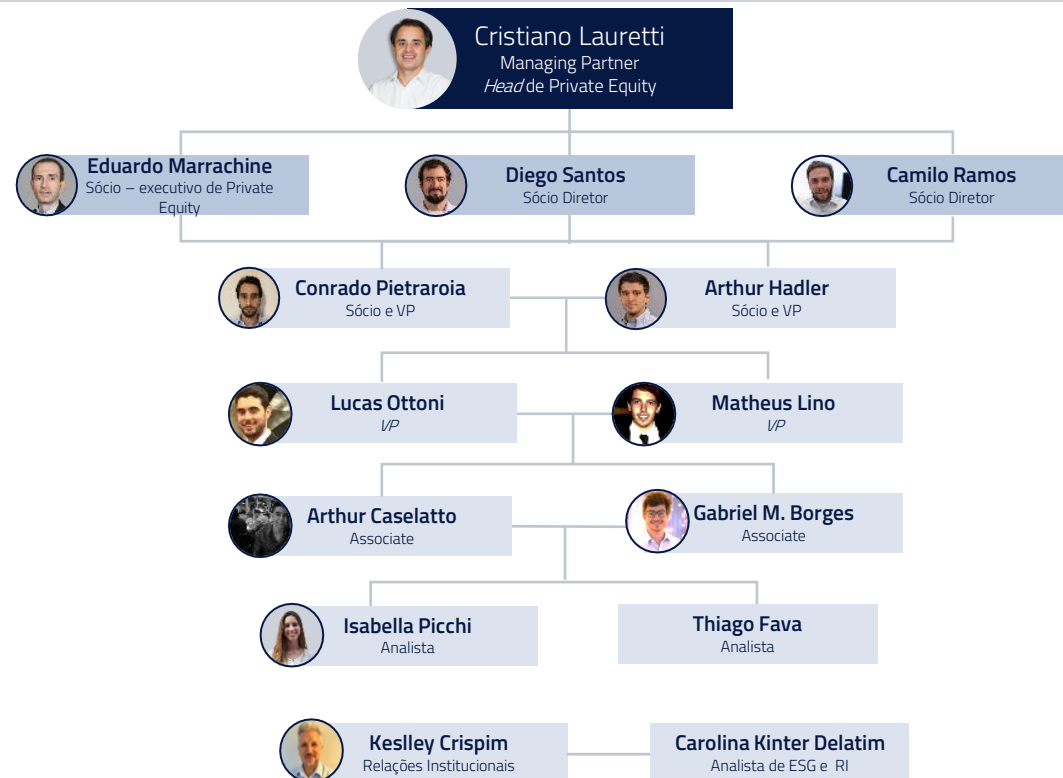 Cristiano Lauretti
Managing Partner
Head de Private Equity
Eduardo Marrachine
Sócio – executivo de Private
Equity
Diego Santos
Sócio Diretor
Camilo Ramos
Sócio Diretor
Conrado Pietraroia
Sócio e VP
Arthur Hadler
Sócio e VP
Lucas Ottoni
VP
Matheus Lino
VP
Arthur Caselatto
Associate
Gabriel M. Borges
Associate
Isabella Picchi
Analista
Thiago Fava
Analista
Keslley Crispim
Relações Institucionais
Carolina Kinter Delatim
Analista de ESG e RI